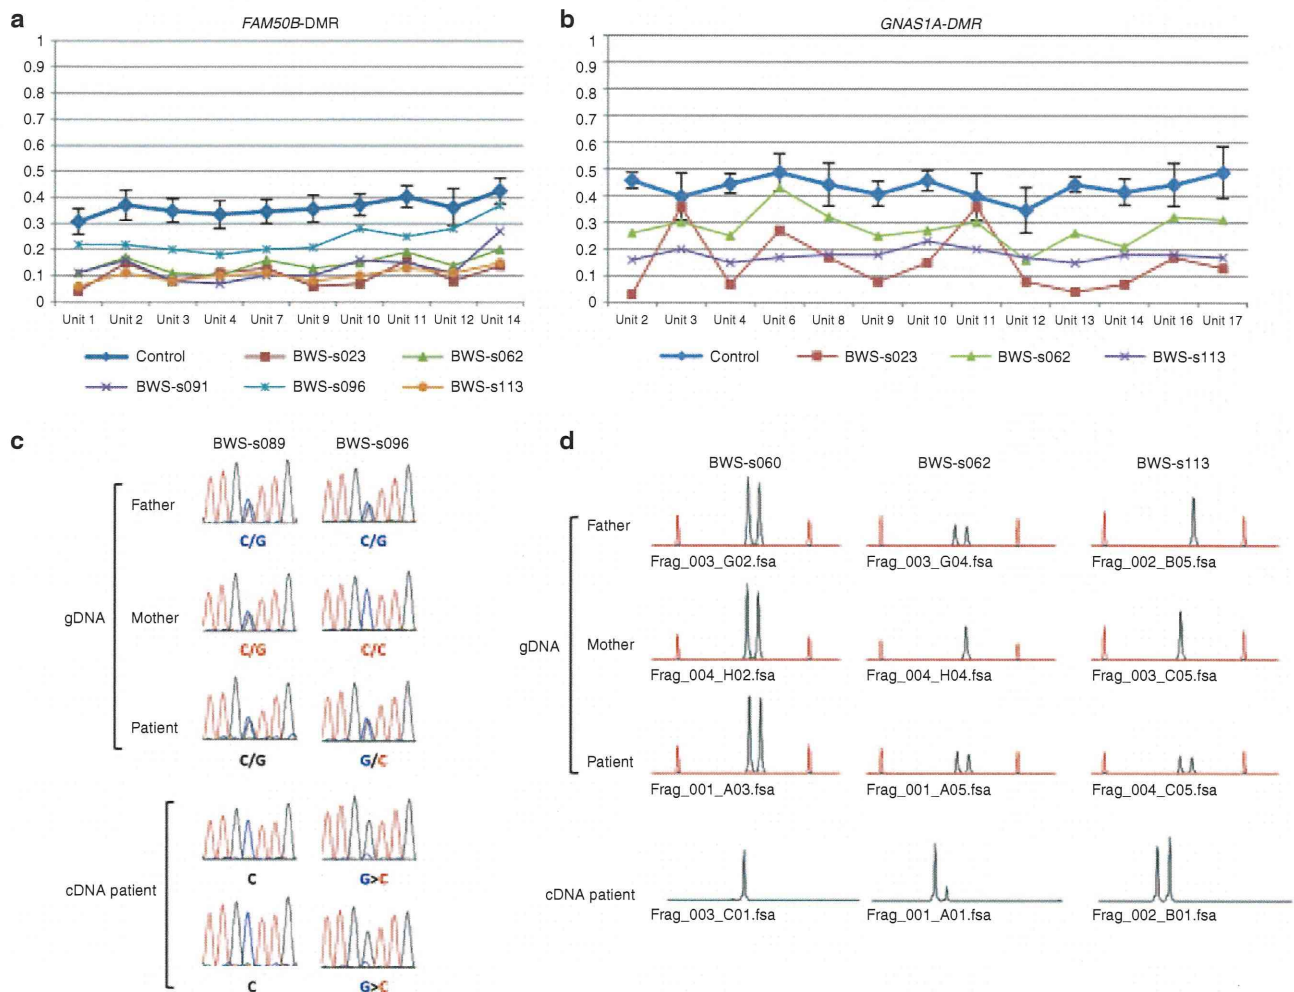 a
FAM50B-DMR
1
0.9
0.8
0.7
0.6
0.5
0.4
0.3
0.2
0.1
0
Unit 1 Unit 2 Unit 3 Unit 4 Unit 7 Unit 9 Unit 10 Unit 11 Unit 12 Unit 14
Control BWS-s023 BWS-s062
BWS-s091 BWS-s096 BWS-s113
b
GNAS1A-DMR
1
0.9
0.8
0.7
0.6
0.5
0.4
0.3
0.2
0.1
0
Unit 2 Unit 3 Unit 4 Unit 6 Unit 8 Unit 9 Unit 10 Unit 11 Unit 12 Unit 13 Unit 14 Unit 16 Unit 17
Control BWS-s023 BWS-s062 BWS-s113
c
BWS-s089 BWS-s096
gDNA
Father
C/G C/G
Mother
C/G C/C
Patient
C/G G/C
cDNA patient
C G>C
C G>C
d
BWS-s060 BWS-s062 BWS-s113
gDNA
Father
Frag_003_G02.fsa Frag_003_G04.fsa Frag_002_B05.fsa
Mother
Frag_004_H02.fsa Frag_004_H04.fsa Frag_003_C05.fsa
Patient
Frag_001_A03.fsa Frag_001_A05.fsa Frag_004_C05.fsa
cDNA patient
Frag_003_C01.fsa Frag_001_A01.fsa Frag_002_B01.fsa